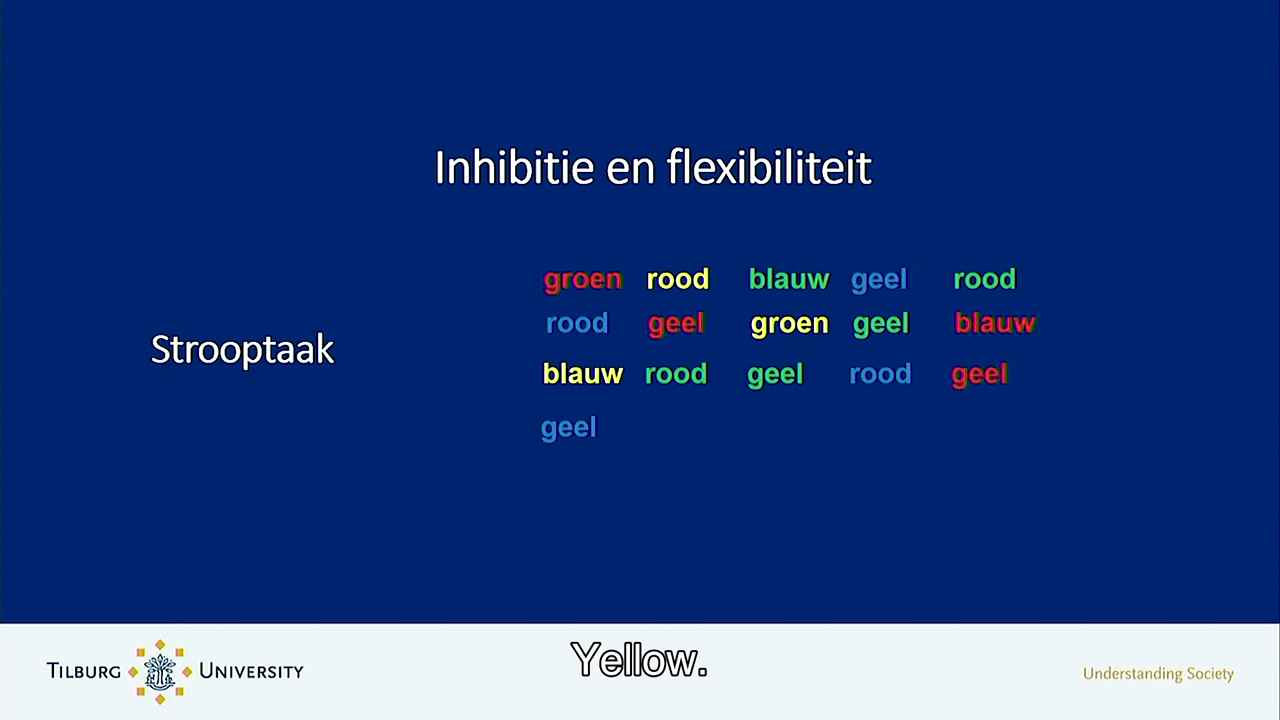 Inhibitie en flexibiliteit
Strooptaak
groen rood blauw geel rood
rood geel groen geel blauw
blauw rood geel rood geel
geel
TILBURG UNIVERSITY
Yellow.
Understanding Society